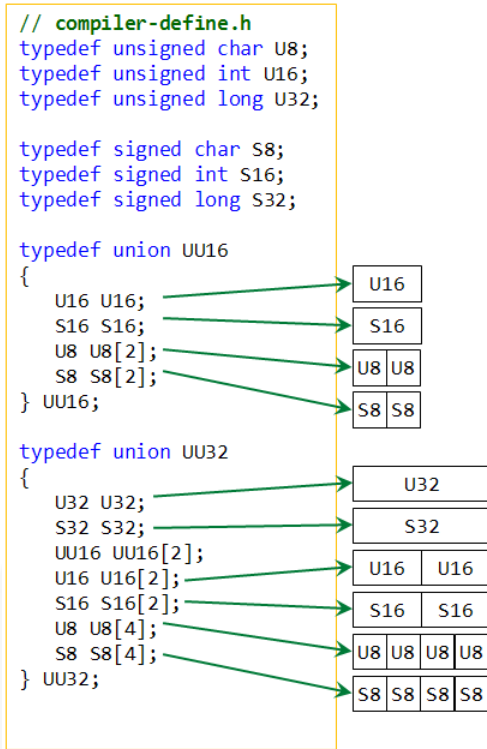 // compiler-define.h
typedef unsigned char U8;
typedef unsigned int U16;
typedef unsigned long U32;
typedef signed char S8;
typedef signed int S16;
typedef signed long S32;
typedef union UU16
{
U16 U16;
S16 S16;
U8 U8[2];
S8 S8[2];
} UU16;
U16
S16
U8 U8
S8 S8
typedef union UU32
{
U32 U32;
S32 S32;
UU16 UU16[2];
U16 U16[2];
S16 S16[2];
U8 U8[4];
S8 S8[4];
} UU32;
U32
S32
U16 U16
S16 S16
U8 U8 U8 U8
S8 S8 S8 S8